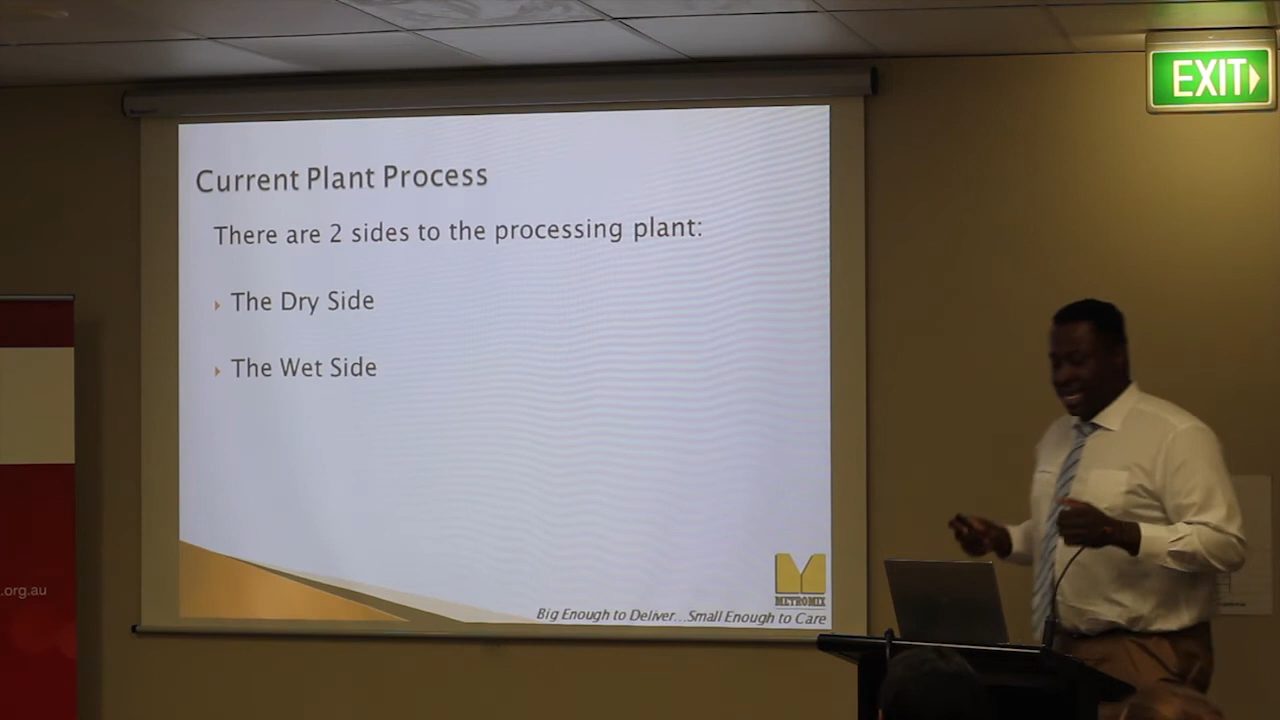 EXIT
Current Plant Process
There are 2 sides to the processing plant:
The Dry Side
The Wet Side
METROMIX
Big Enough to Deliver...Small Enough to Care
.org.au